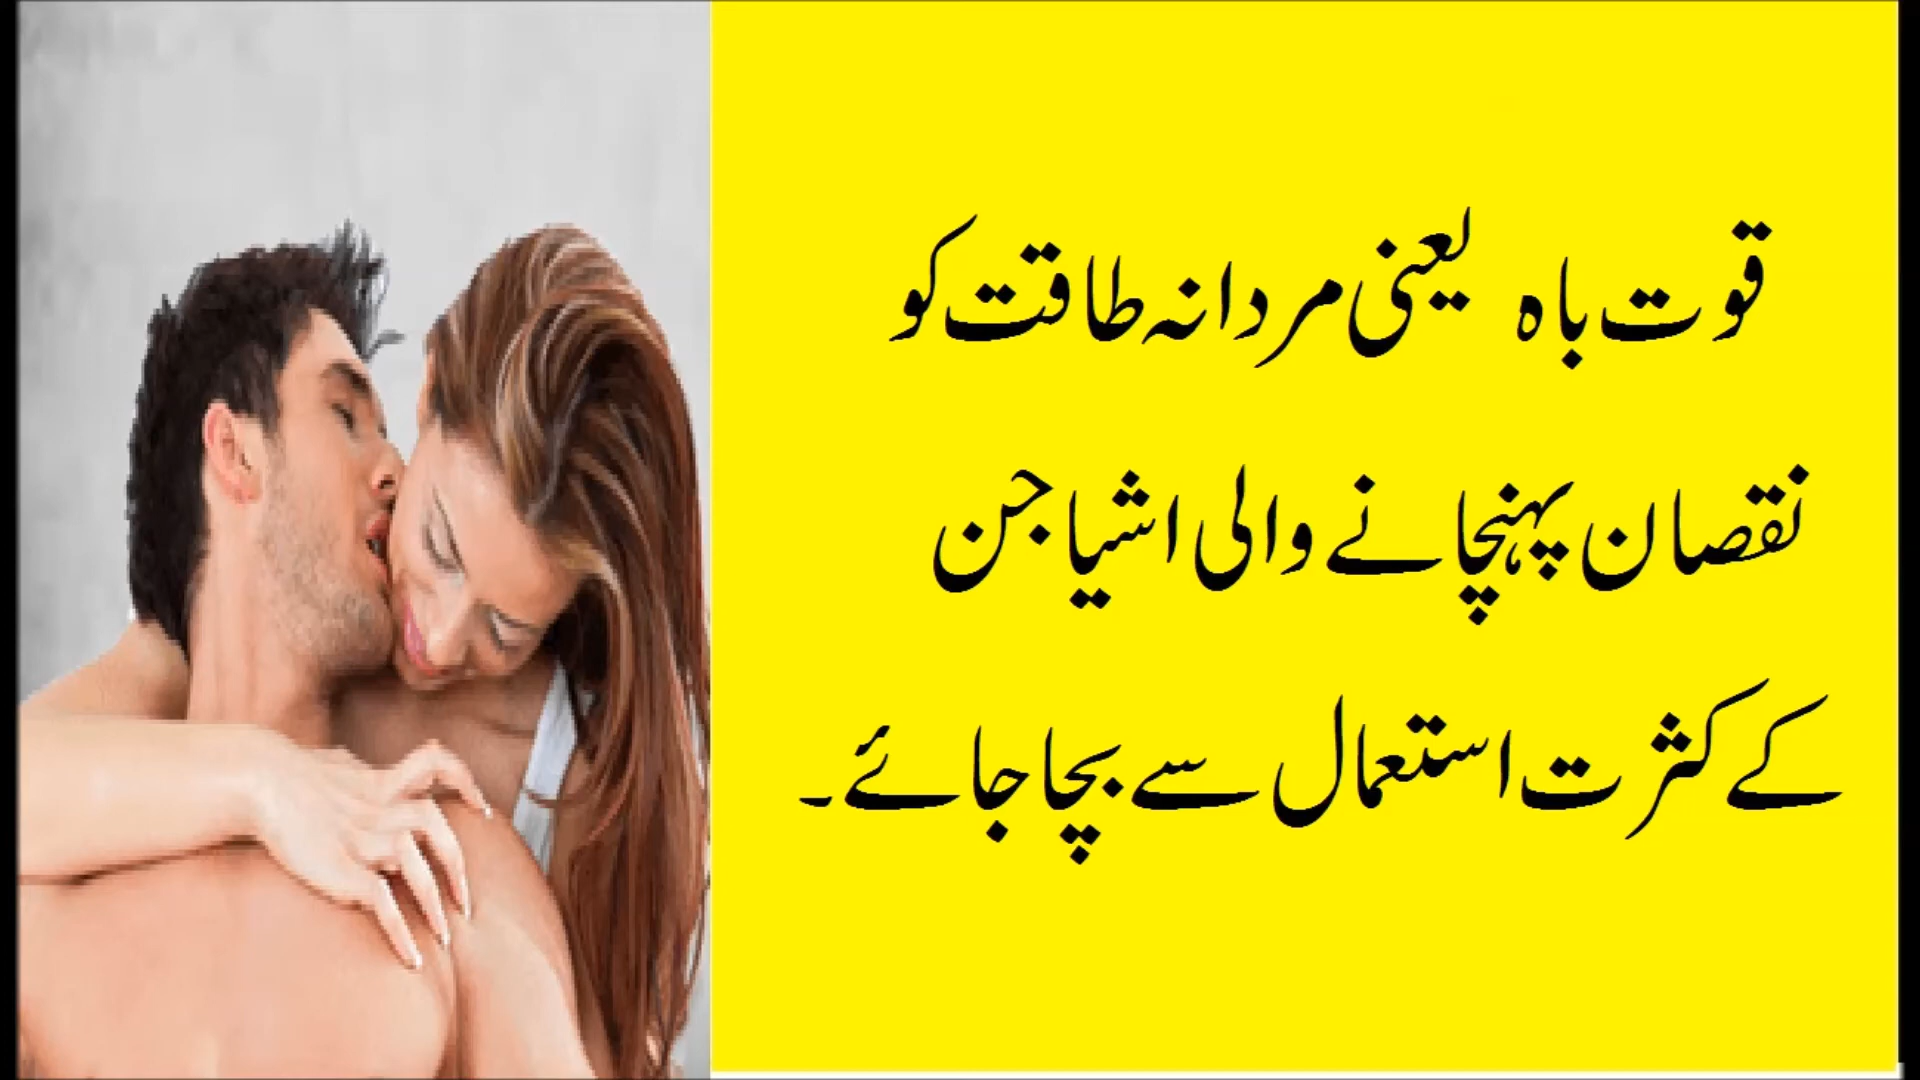 قوت باہ یعنی مردانہ طاقت کو
نقصان پہنچانے والی اشیا جن
کے کثرت استعمال سے بچا جائے۔